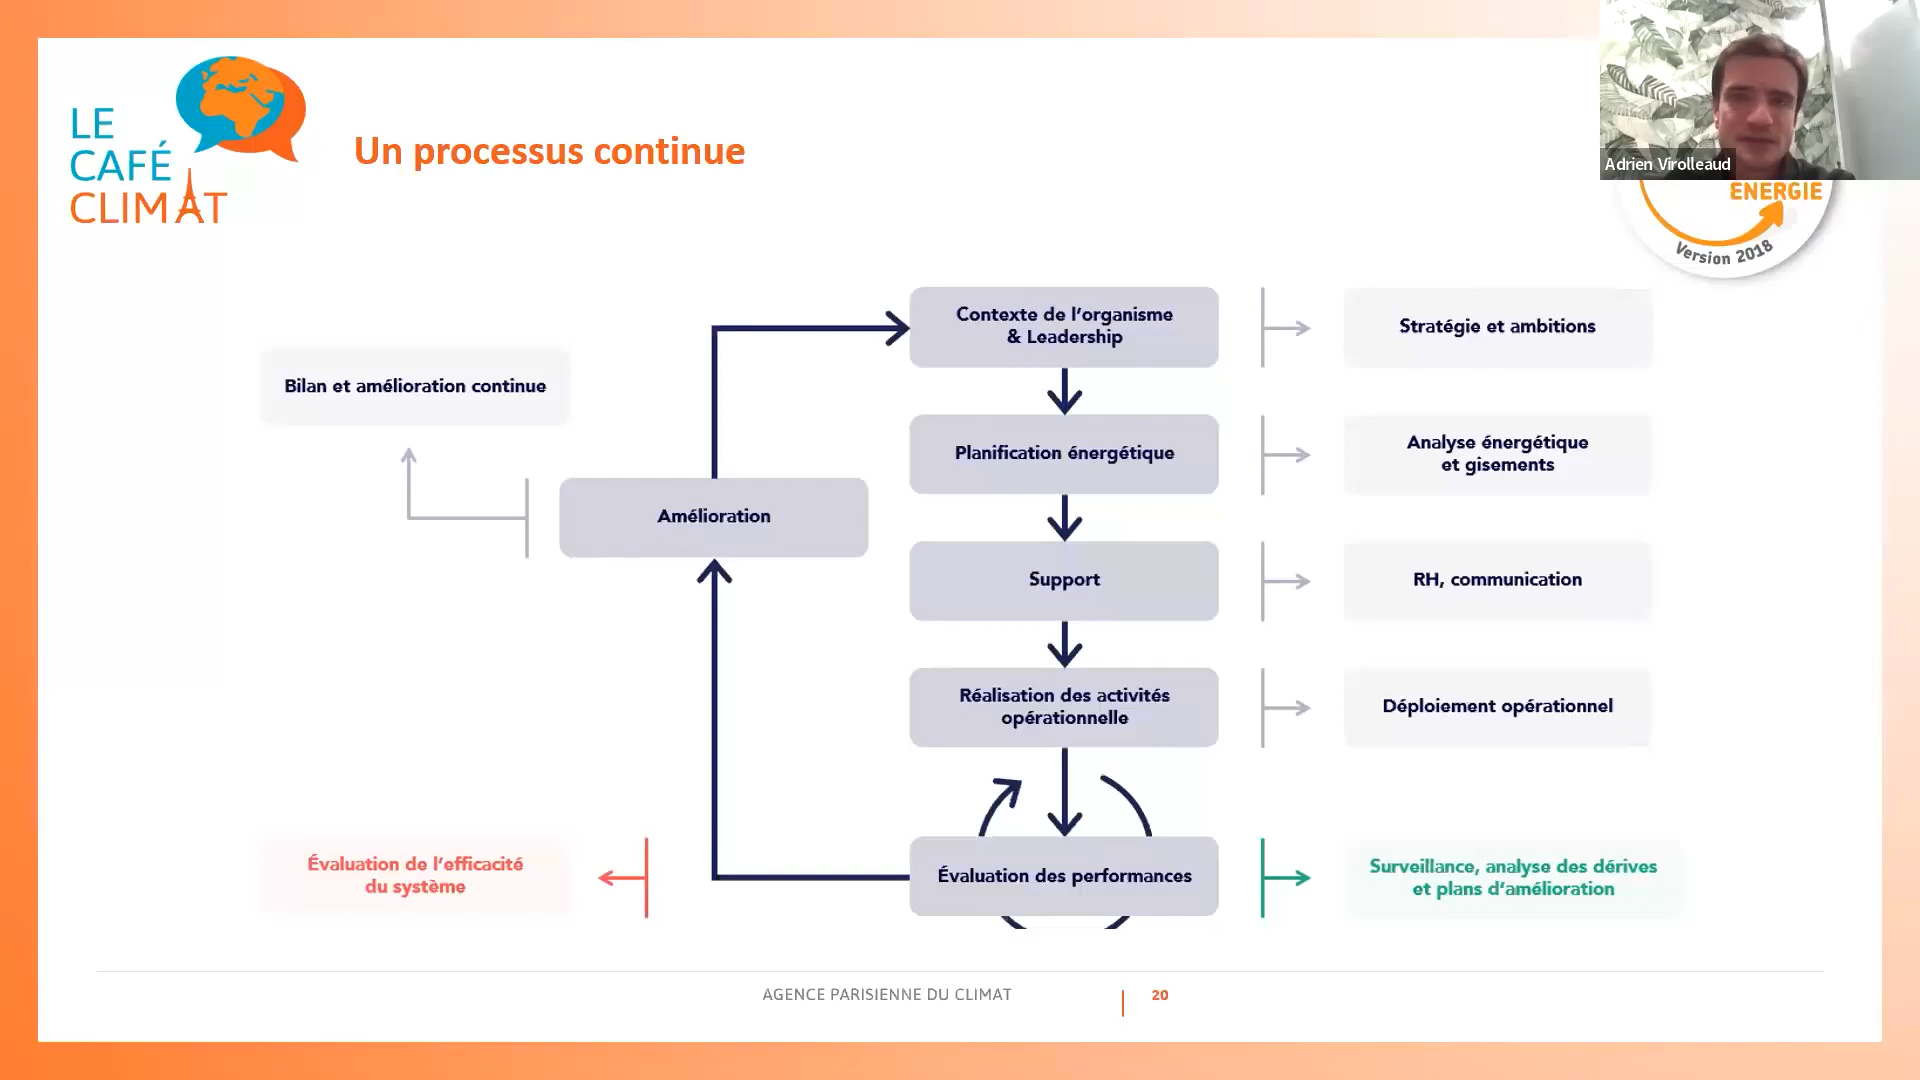 LE
CAFÉ
CLIMAT
Un processus continue
Adrien Virolleaud
ENERGIE
Version 2018
Contexte de l'organisme
& Leadership
Stratégie et ambitions
Bilan et amélioration continue
Planification énergétique
Analyse énergétique
et gisements
Amélioration
Support
RH, communication
Réalisation des activités
opérationnelle
Déploiement opérationnel
Évaluation de l'efficacité
du système
Évaluation des performances
Surveillance, analyse des dérives
et plans d'amélioration
AGENCE PARISIENNE DU CLIMAT
20